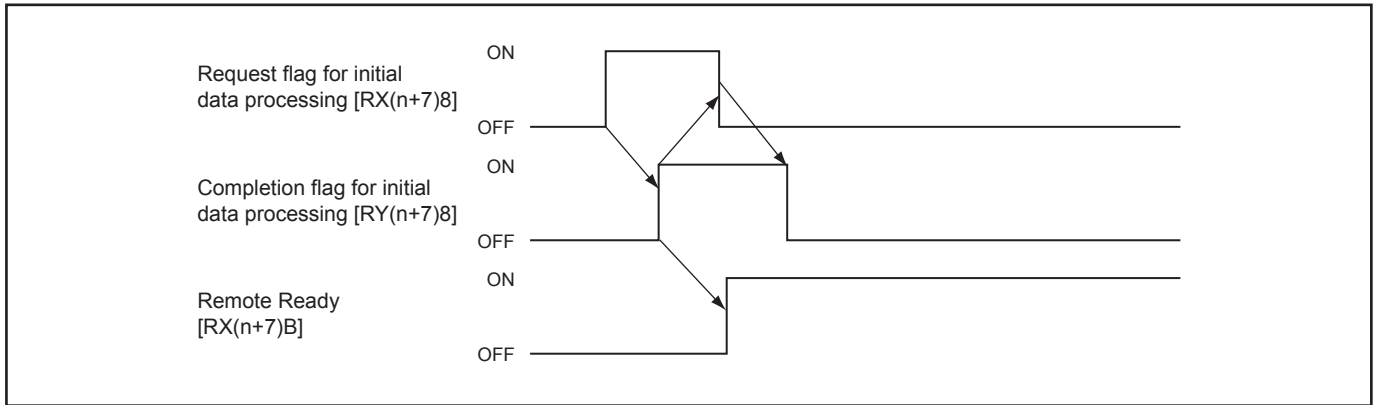 ON
Request flag for initial
data processing [RX(n+7)8]
OFF
ON
Completion flag for initial
data processing [RY(n+7)8]
OFF
ON
Remote Ready
[RX(n+7)B]
OFF